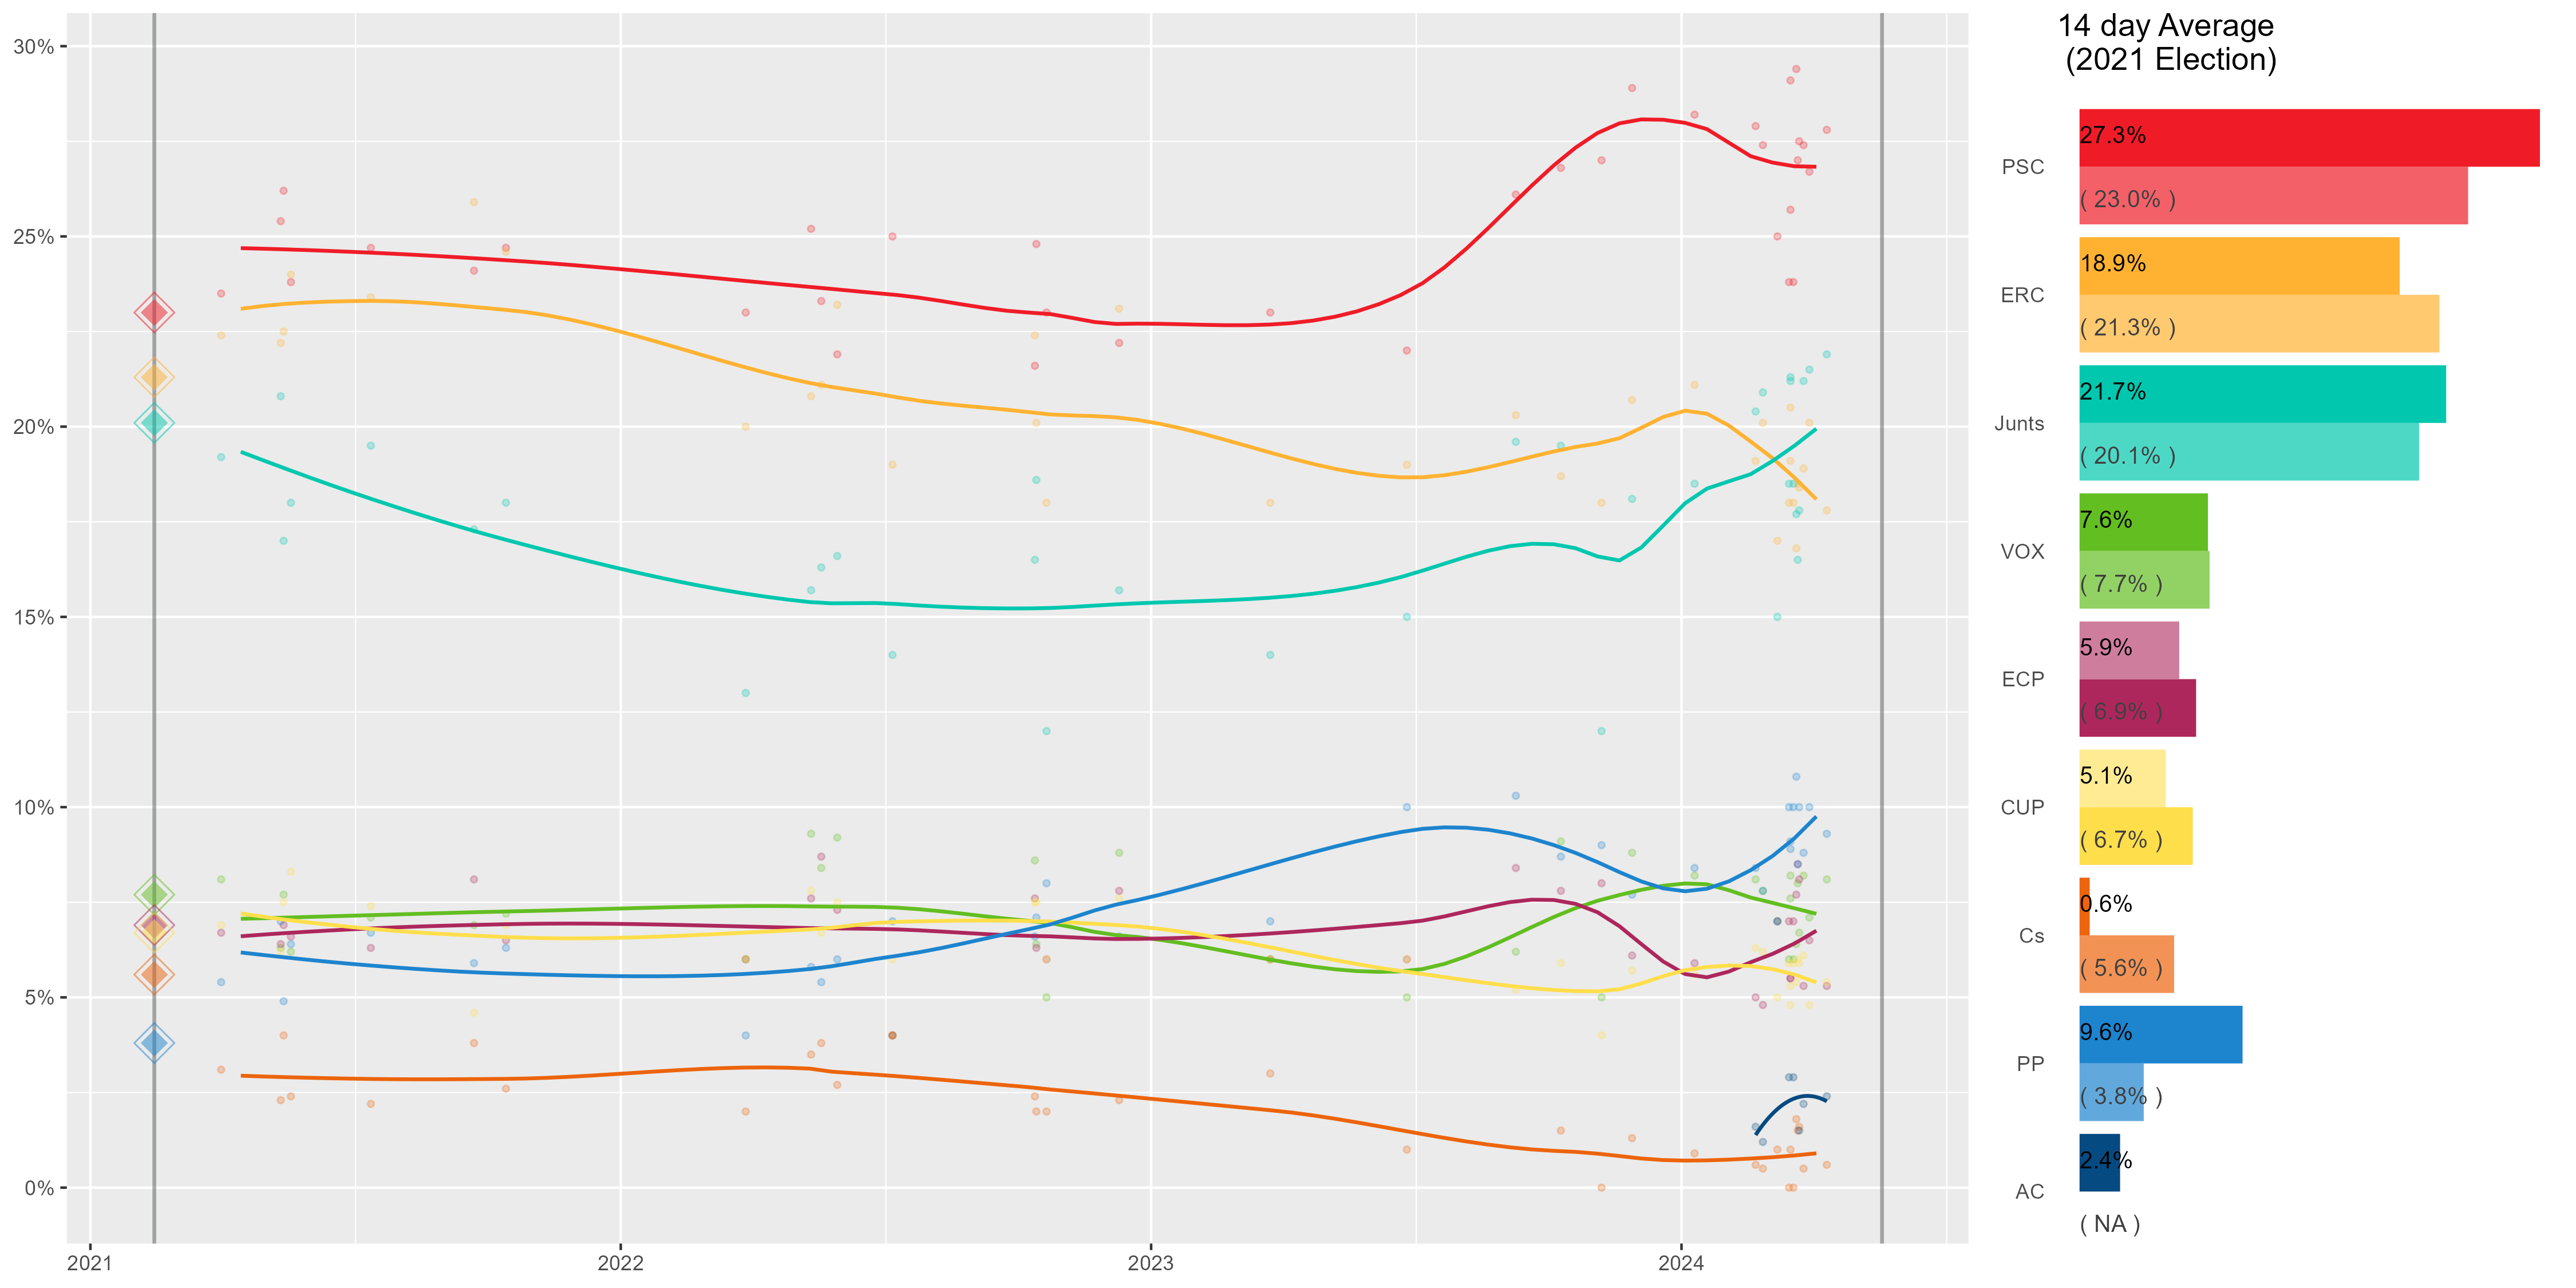 30%
25%
20%
15%
10%
5%
0%
2021
2022
2023
2024
14 day Average
(2021 Election)
PSC
27.3%
( 23.0% )
ERC
18.9%
( 21.3% )
Junts
21.7%
( 20.1% )
VOX
7.6%
( 7.7% )
ECP
5.9%
( 6.9% )
CUP
5.1%
( 6.7% )
Cs
0.6%
( 5.6% )
PP
9.6%
( 3.8% )
AC
2.4%
( NA )